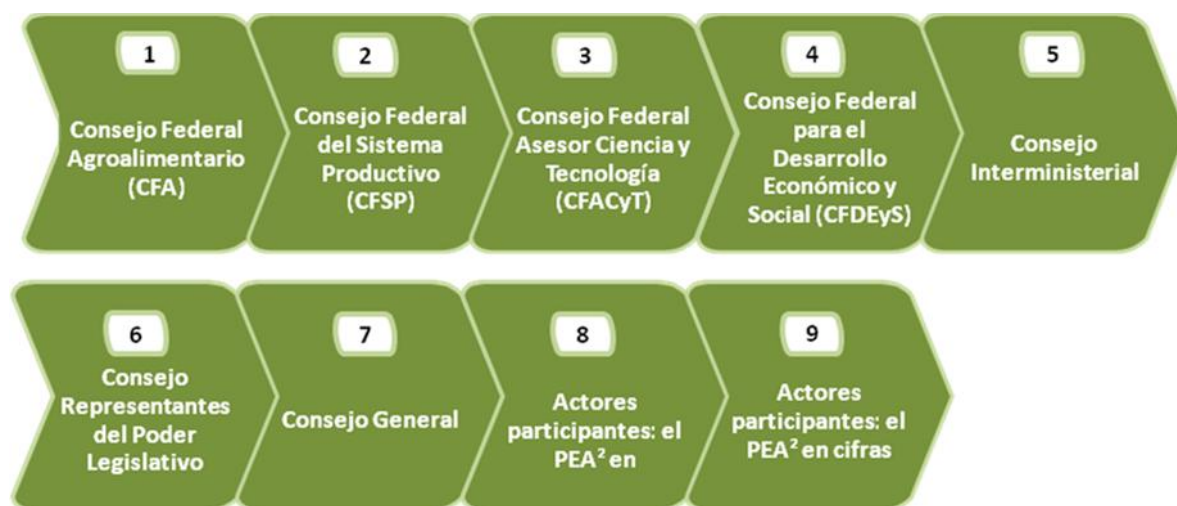 1
Consejo Federal
Agroalimentario
(CFA)
2
Consejo Federal
del Sistema
Productivo
(CFSP)
3
Consejo Federal
Asesor Ciencia y
Tecnología
(CFACyT)
4
Consejo Federal
para el
Desarrollo
Económico y
Social (CFDEyS)
5
Consejo
Interministerial
6
Consejo
Representantes
del Poder
Legislativo
7
Consejo General
8
Actores
participantes: el
PEA² en
9
Actores
participantes: el
PEA² en cifras